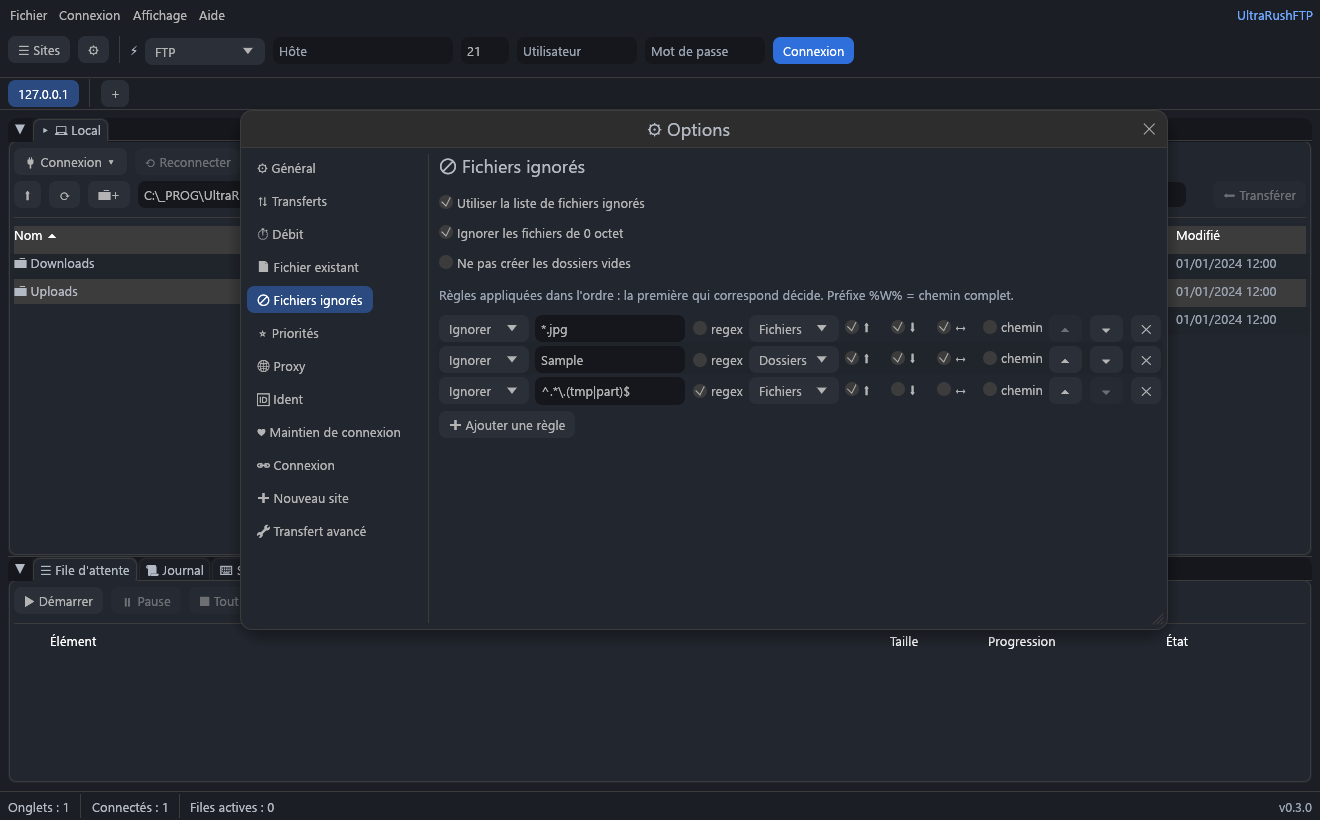 Fichier Connexion Affichage Aide UltraRushFTP
Sites FTP Hôte 21 Utilisateur Mot de passe Connexion
127.0.0.1 +
Local
Options
Connexion Reconnecter
C:\_PROG\UltraR
Transférer
Nom Modifié
Downloads 01/01/2024 12:00
Uploads 01/01/2024 12:00
01/01/2024 12:00
Général
Transferts
Débit
Fichier existant
Fichiers ignorés
Priorités
Proxy
Ident
Maintien de connexion
Connexion
Nouveau site
Transfert avancé
Fichiers ignorés
Utiliser la liste de fichiers ignorés
Ignorer les fichiers de 0 octet
Ne pas créer les dossiers vides
Règles appliquées dans l'ordre : la première qui correspond décide. Préfixe %W% = chemin complet.
Ignorer *.jpg regex Fichiers chemin
Ignorer Sample regex Dossiers chemin
Ignorer ^.*\.(tmp|part)$ regex Fichiers chemin
Ajouter une règle
File d'attente Journal
Démarrer Pause Tout
Élément Taille Progression État
Onglets : 1 Connectés : 1 Files actives : 0 v0.3.0